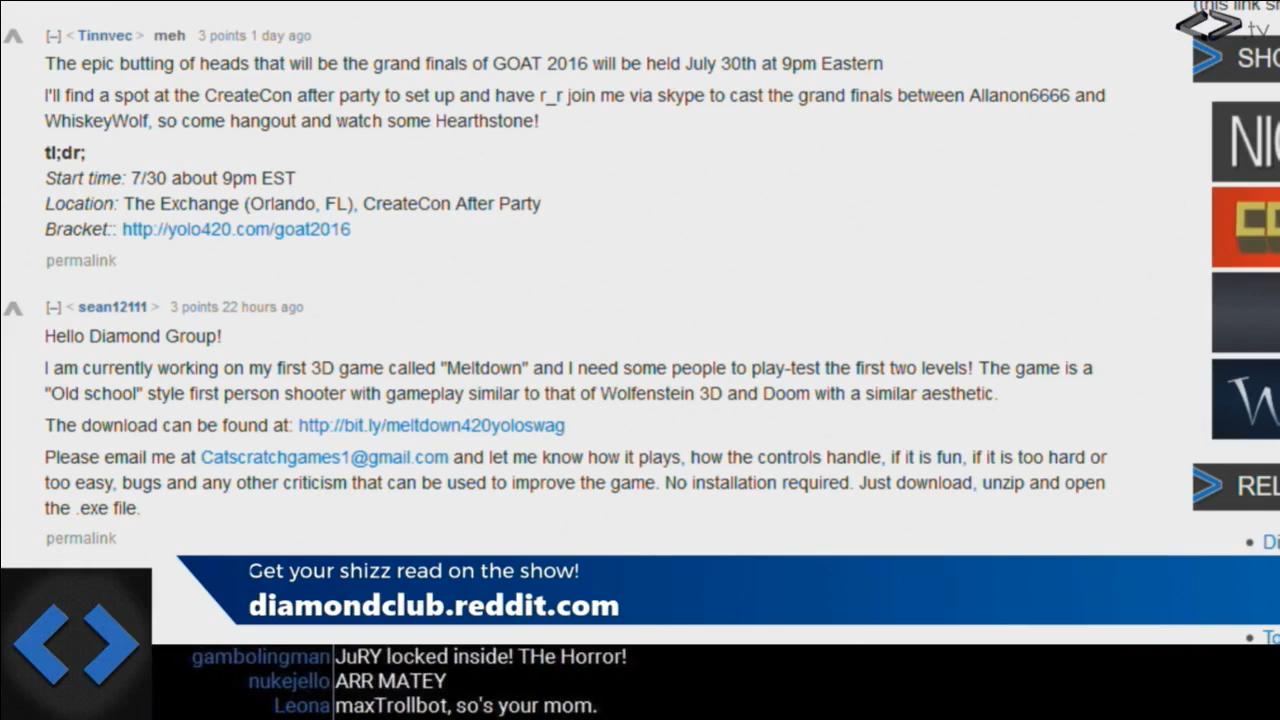 (this link s
.tv
[–] < Tinnvec > meh 3 points 1 day ago
The epic butting of heads that will be the grand finals of GOAT 2016 will be held July 30th at 9pm Eastern
I'll find a spot at the CreateCon after party to set up and have r_r join me via skype to cast the grand finals between Allanon6666 and
WhiskeyWolf, so come hangout and watch some Hearthstone!
tl;dr;
Start time: 7/30 about 9pm EST
Location: The Exchange (Orlando, FL), CreateCon After Party
Bracket:: http://yolo420.com/goat2016
permalink
[–] < sean12111 > 3 points 22 hours ago
Hello Diamond Group!
I am currently working on my first 3D game called "Meltdown" and I need some people to play-test the first two levels! The game is a
"Old school" style first person shooter with gameplay similar to that of Wolfenstein 3D and Doom with a similar aesthetic.
The download can be found at: http://bit.ly/meltdown420yoloswag
Please email me at Catscratchgames1@gmail.com and let me know how it plays, how the controls handle, if it is fun, if it is too hard or
too easy, bugs and any other criticism that can be used to improve the game. No installation required. Just download, unzip and open
the .exe file.
permalink
SHO
NI
W
REL
• Di
• To
Get your shizz read on the show!
diamondclub.reddit.com
gambolingman JuRY locked inside! THe Horror!
nukejello ARR MATEY
Leona maxTrollbot, so's your mom.